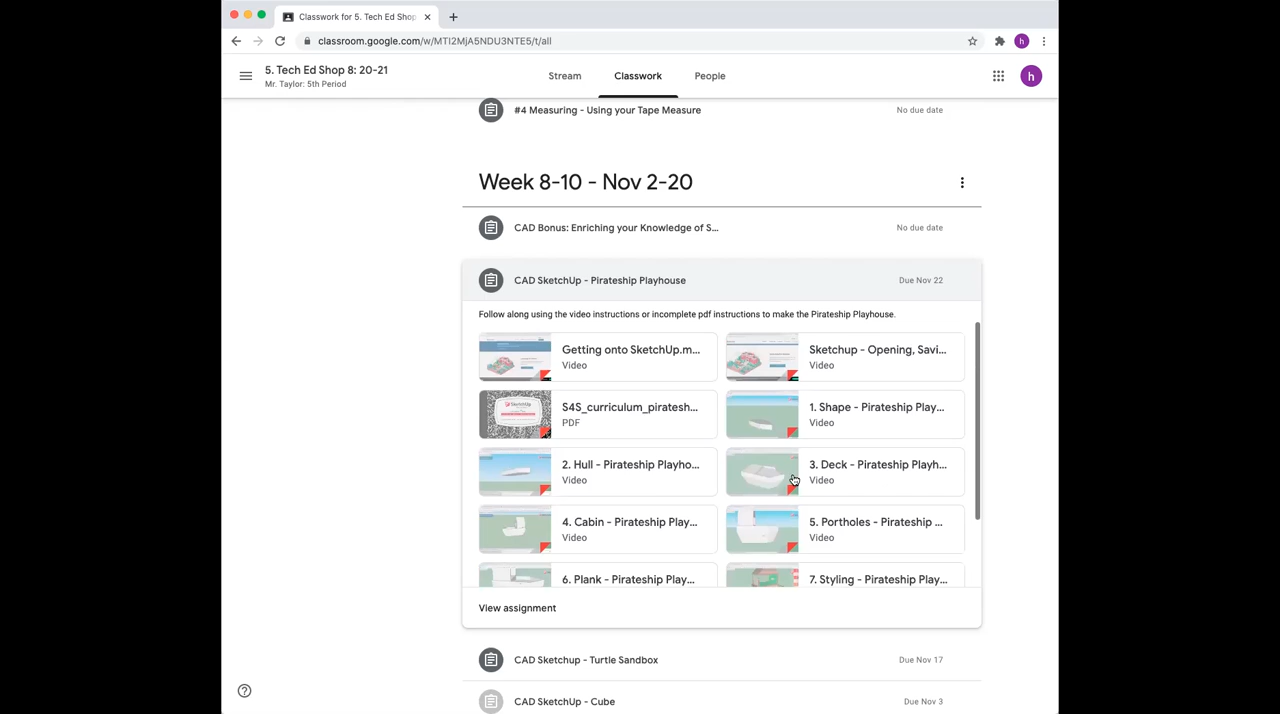 Classwork for 5. Tech Ed Shop
classroom.google.com/w/MTI2MjA5NDU3NTE5/t/all
h
5. Tech Ed Shop 8: 20-21
Mr. Taylor: 5th Period
Stream
Classwork
People
h
#4 Measuring - Using your Tape Measure
No due date
Week 8-10 - Nov 2-20
CAD Bonus: Enriching your Knowledge of S...
No due date
CAD SketchUp - Pirateship Playhouse
Due Nov 22
Follow along using the video instructions or incomplete pdf instructions to make the Pirateship Playhouse.
Getting onto SketchUp.m...
Video
Sketchup - Opening, Savi...
Video
S4S_curriculum_piratesh...
PDF
1. Shape - Pirateship Play...
Video
2. Hull - Pirateship Playho...
Video
3. Deck - Pirateship Playh...
Video
4. Cabin - Pirateship Play...
Video
5. Portholes - Pirateship ...
Video
6. Plank - Pirateship Play...
7. Styling - Pirateship Play...
View assignment
CAD Sketchup - Turtle Sandbox
Due Nov 17
CAD SketchUp - Cube
Due Nov 3